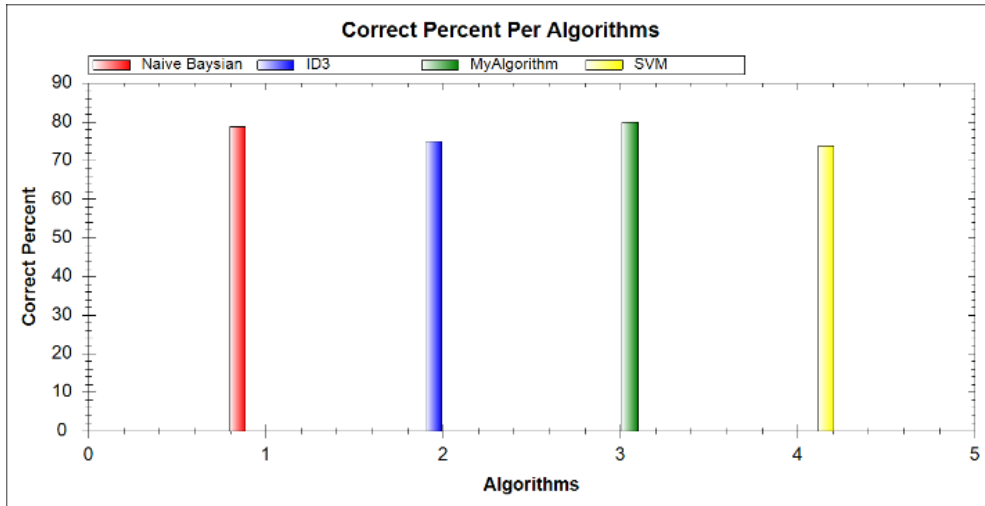 Correct Percent Per Algorithms
Naive Baysian ID3 MyAlgorithm SVM
90
80
70
60
50
40
30
20
10
0
Correct Percent
0 1 2 3 4 5
Algorithms